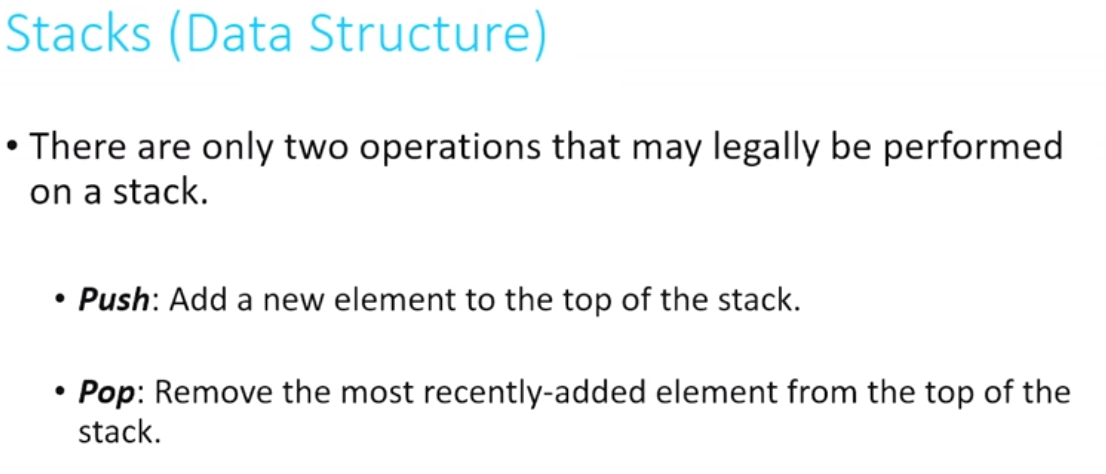 Stacks (Data Structure)
• There are only two operations that may legally be performed
on a stack.
• Push: Add a new element to the top of the stack.
• Pop: Remove the most recently-added element from the top of the
stack.